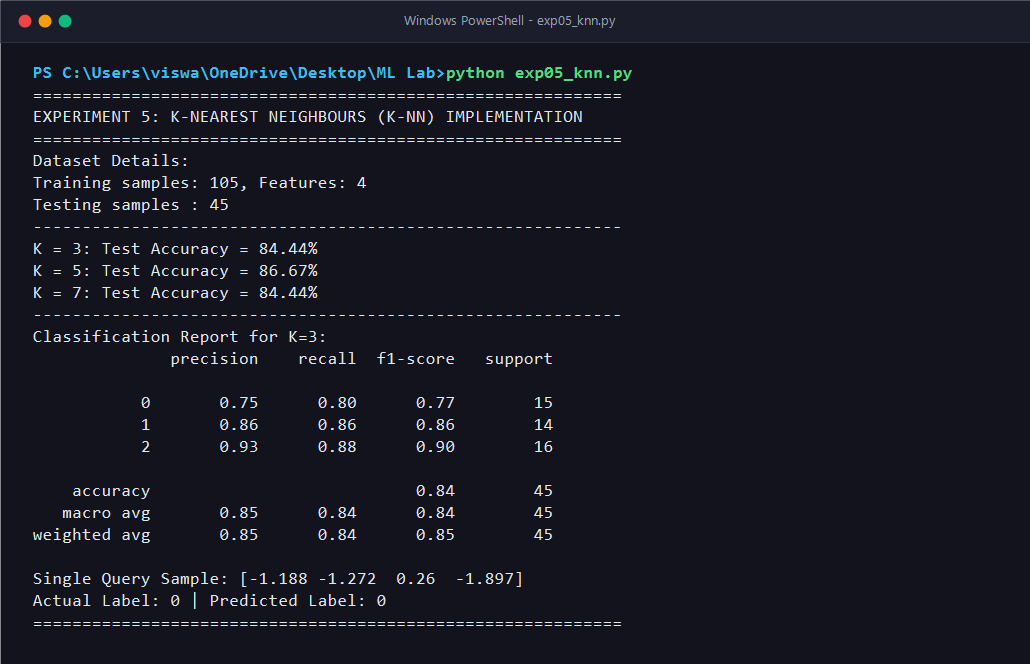 Windows PowerShell - exp05_knn.py
PS C:\Users\viswa\OneDrive\Desktop\ML Lab>python exp05_knn.py
============================================================
EXPERIMENT 5: K-NEAREST NEIGHBOURS (K-NN) IMPLEMENTATION
============================================================
Dataset Details:
Training samples: 105, Features: 4
Testing samples : 45
------------------------------------------------------------
K = 3: Test Accuracy = 84.44%
K = 5: Test Accuracy = 86.67%
K = 7: Test Accuracy = 84.44%
------------------------------------------------------------
Classification Report for K=3:
              precision    recall  f1-score   support

           0       0.75      0.80      0.77        15
           1       0.86      0.86      0.86        14
           2       0.93      0.88      0.90        16

    accuracy                           0.84        45
   macro avg       0.85      0.84      0.84        45
weighted avg       0.85      0.84      0.85        45

Single Query Sample: [-1.188 -1.272  0.26  -1.897]
Actual Label: 0 | Predicted Label: 0
============================================================